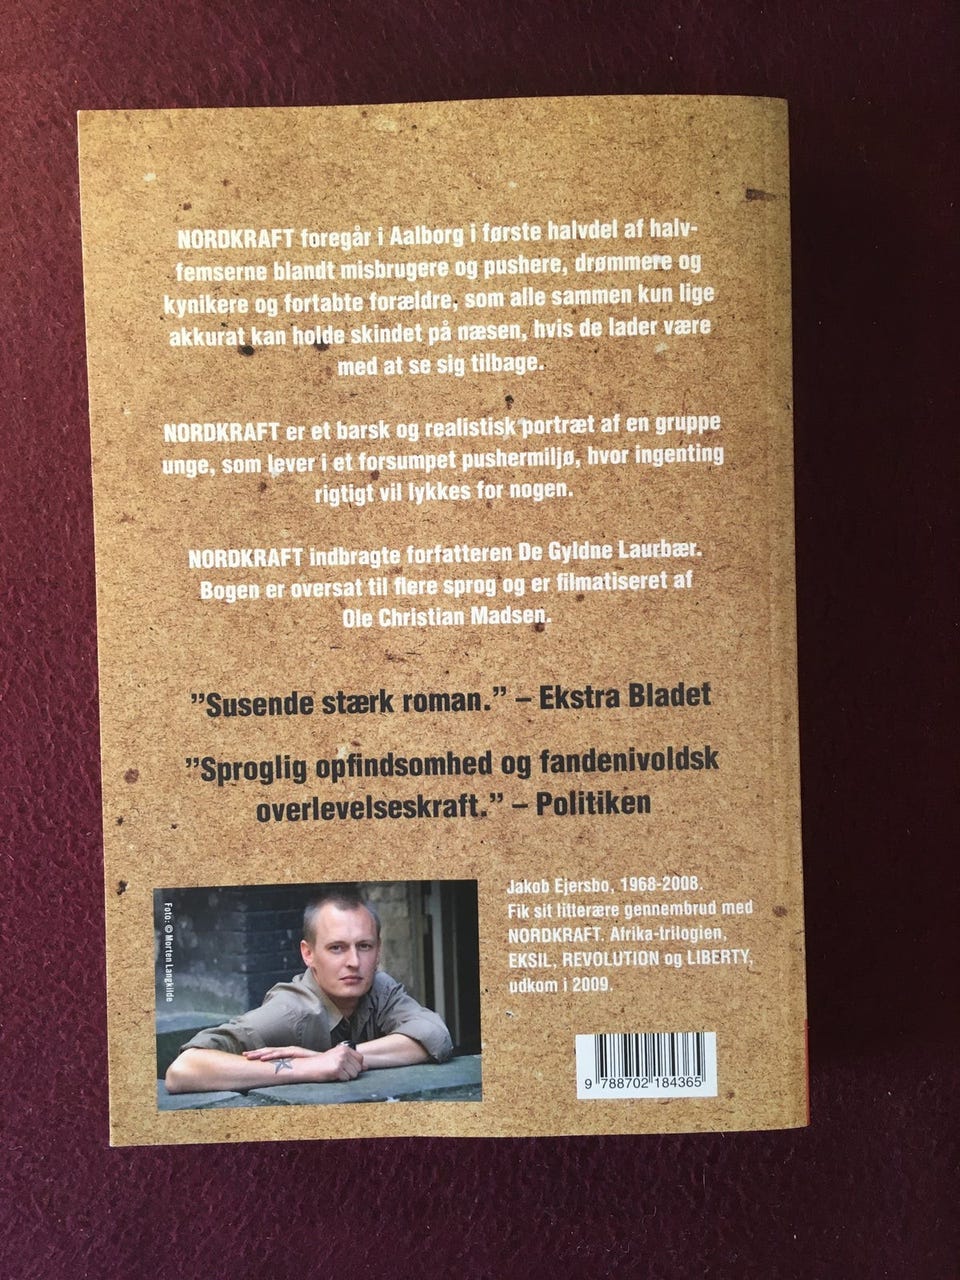 NORDKRAFT foregår i Aalborg i første halvdel af halv-
femserne blandt misbrugere og pushere, drømmere og
kynikere og fortabte forældre, som alle sammen kun lige
akkurat kan holde skindet på næsen, hvis de lader være
med at se sig tilbage.
NORDKRAFT er et barsk og realistisk portræt af en gruppe
unge, som lever i et forsumpet pushermiljø, hvor ingenting
rigtigt vil lykkes for nogen.
NORDKRAFT indbragte forfatteren De Gyldne Laurbær.
Bogen er oversat til flere sprog og er filmatiseret af
Ole Christian Madsen.
”Susende stærk roman.” – Ekstra Bladet
”Sproglig opfindsomhed og fandenivoldsk
overlevelseskraft.” – Politiken
Foto: © Morten Langkilde
Jakob Ejersbo, 1968-2008.
Fik sit litterære gennembrud med
NORDKRAFT. Afrika-trilogien,
EKSIL, REVOLUTION og LIBERTY,
udkom i 2009.
9 788702 184365